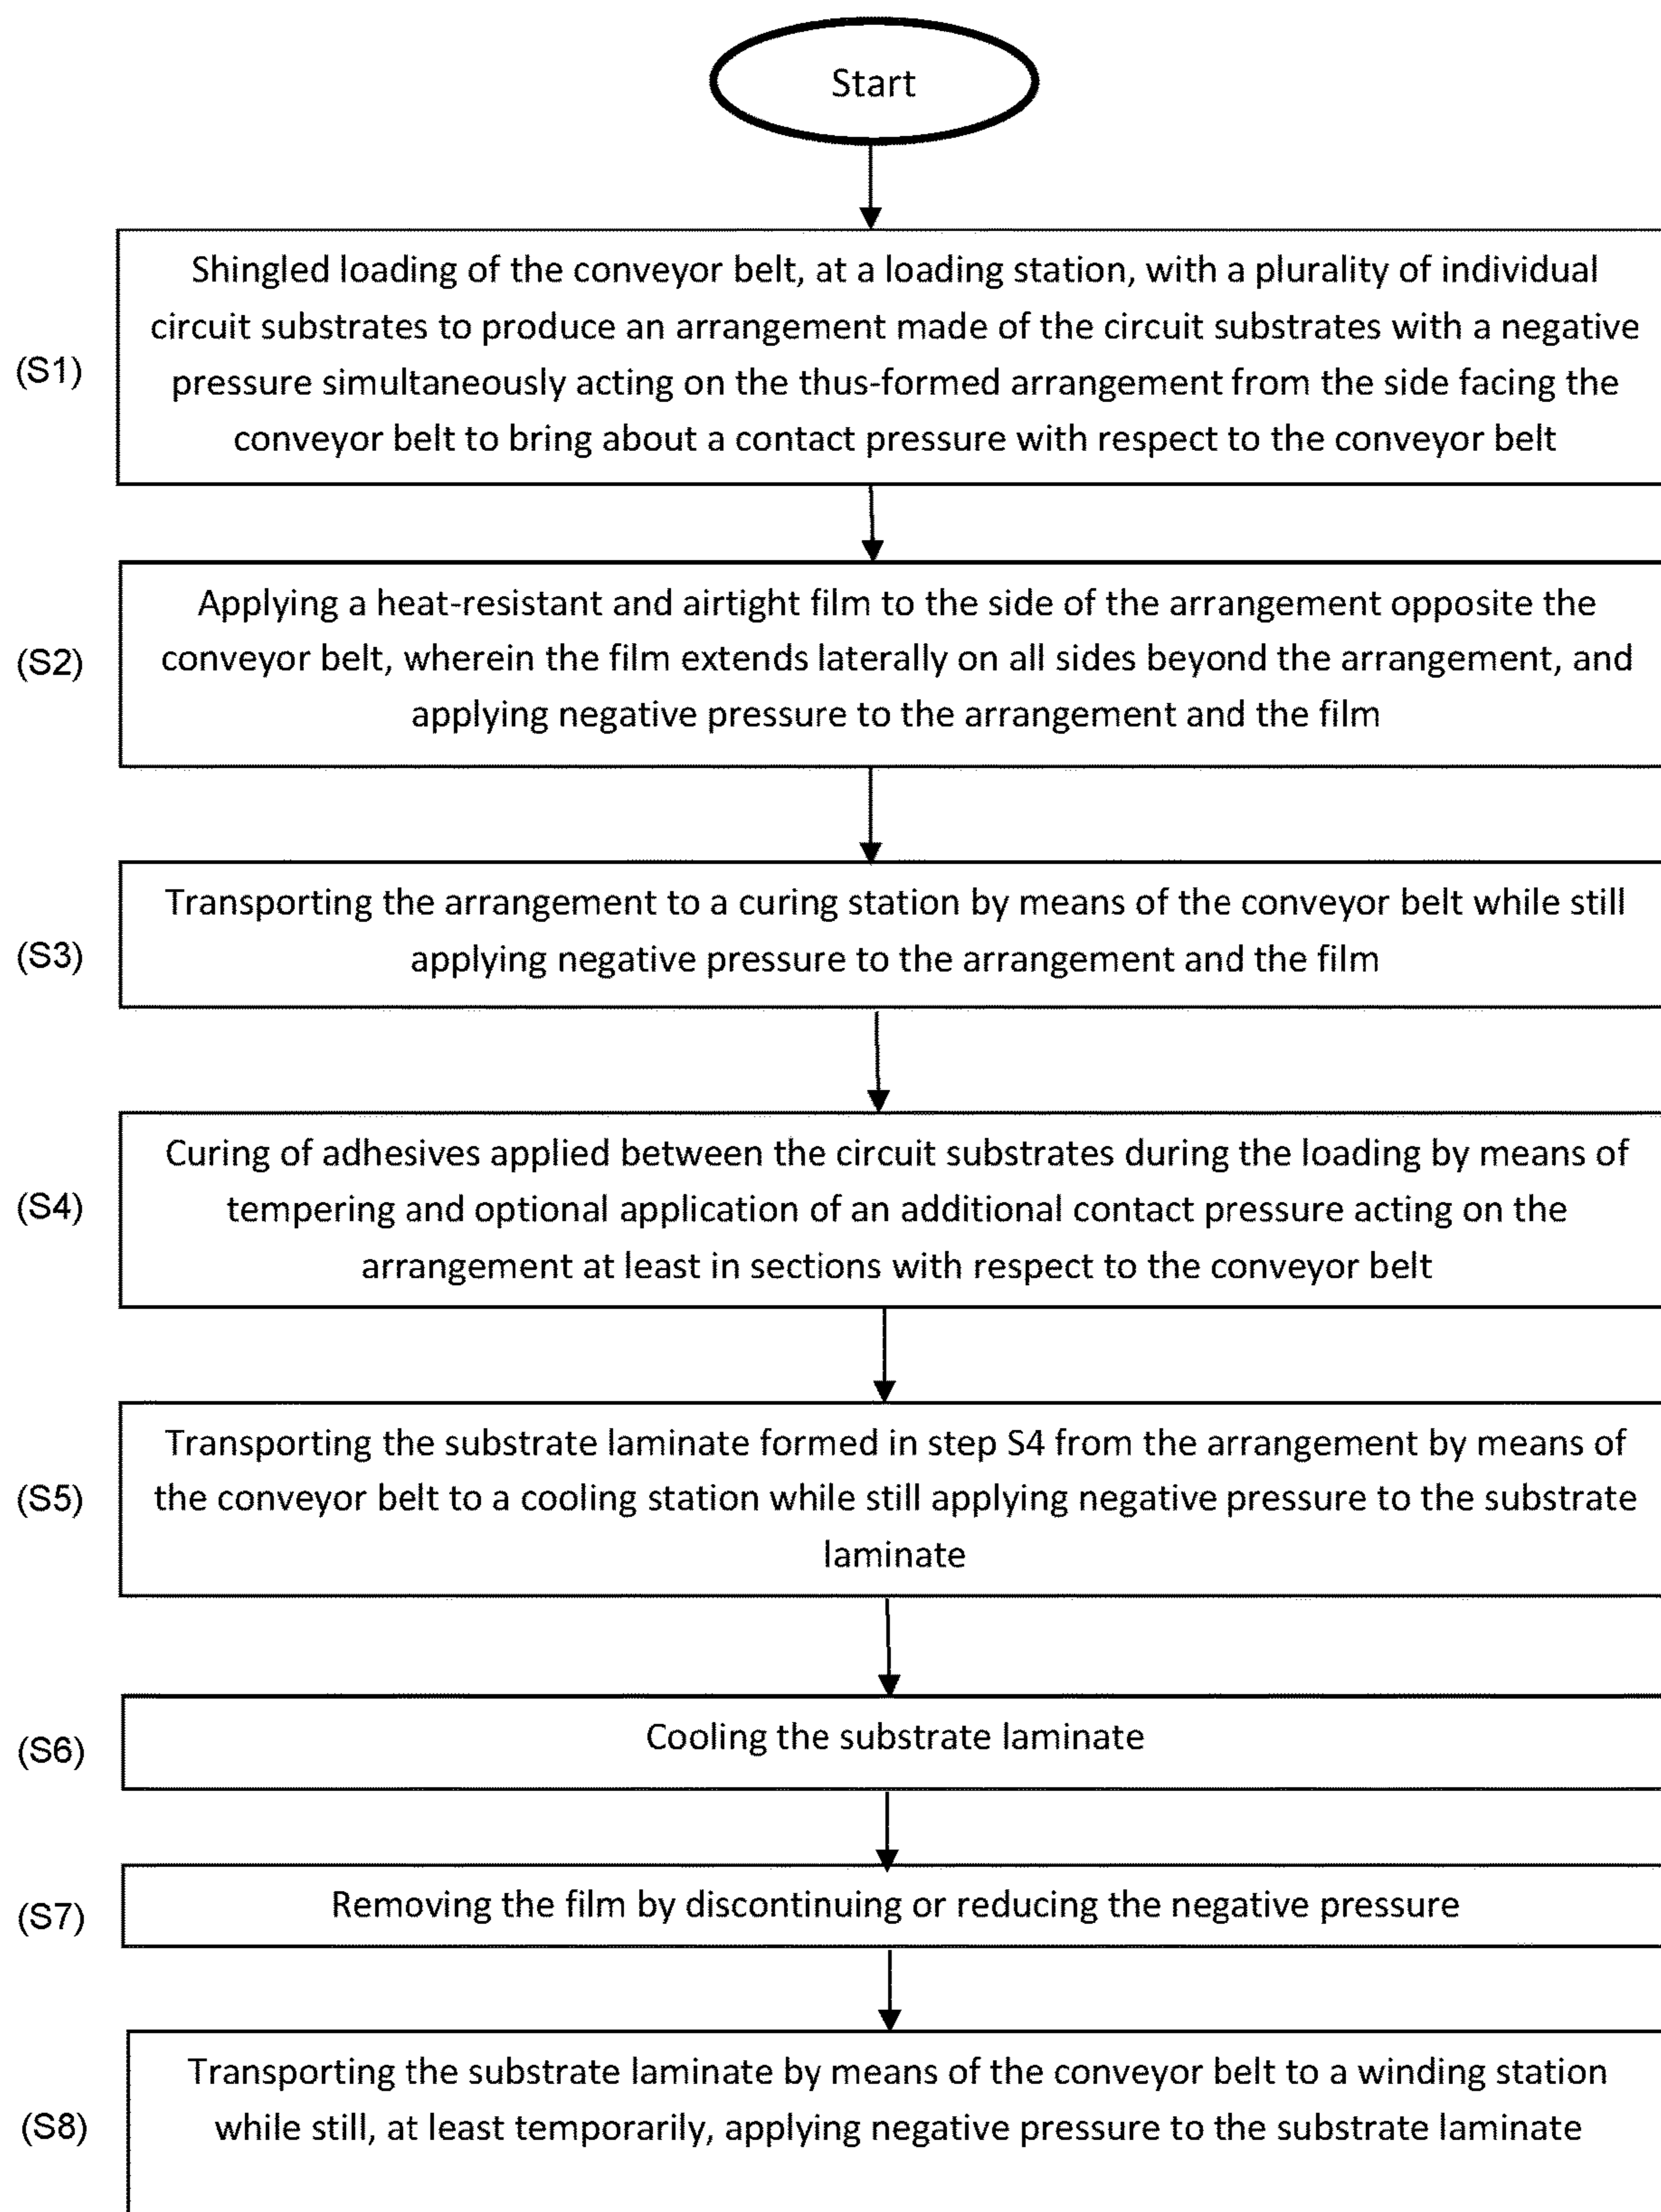 Start
Shingled loading of the conveyor belt, at a loading station, with a plurality of individual
circuit substrates to produce an arrangement made of the circuit substrates with a negative
(S1)
pressure simultaneously acting on the thus-formed arrangement from the side facing the
conveyor belt to bring about a contact pressure with respect to the conveyor belt
Applying a heat-resistant and airtight film to the side of the arrangement opposite the
(S2)
conveyor belt, wherein the film extends laterally on all sides beyond the arrangement, and
applying negative pressure to the arrangement and the film
Transporting the arrangement to a curing station by means of the conveyor belt while still
(S3)
applying negative pressure to the arrangement and the film
Curing of adhesives applied between the circuit substrates during the loading by means of
(S4)
tempering and optional application of an additional contact pressure acting on the
arrangement at least in sections with respect to the conveyor belt
Transporting the substrate laminate formed in step S4 from the arrangement by means of
(S5)
the conveyor belt to a cooling station while still applying negative pressure to the substrate
laminate
(S6)
Cooling the substrate laminate
(S7)
Removing the film by discontinuing or reducing the negative pressure
Transporting the substrate laminate by means of the conveyor belt to a winding station
(S8)
while still, at least temporarily, applying negative pressure to the substrate laminate